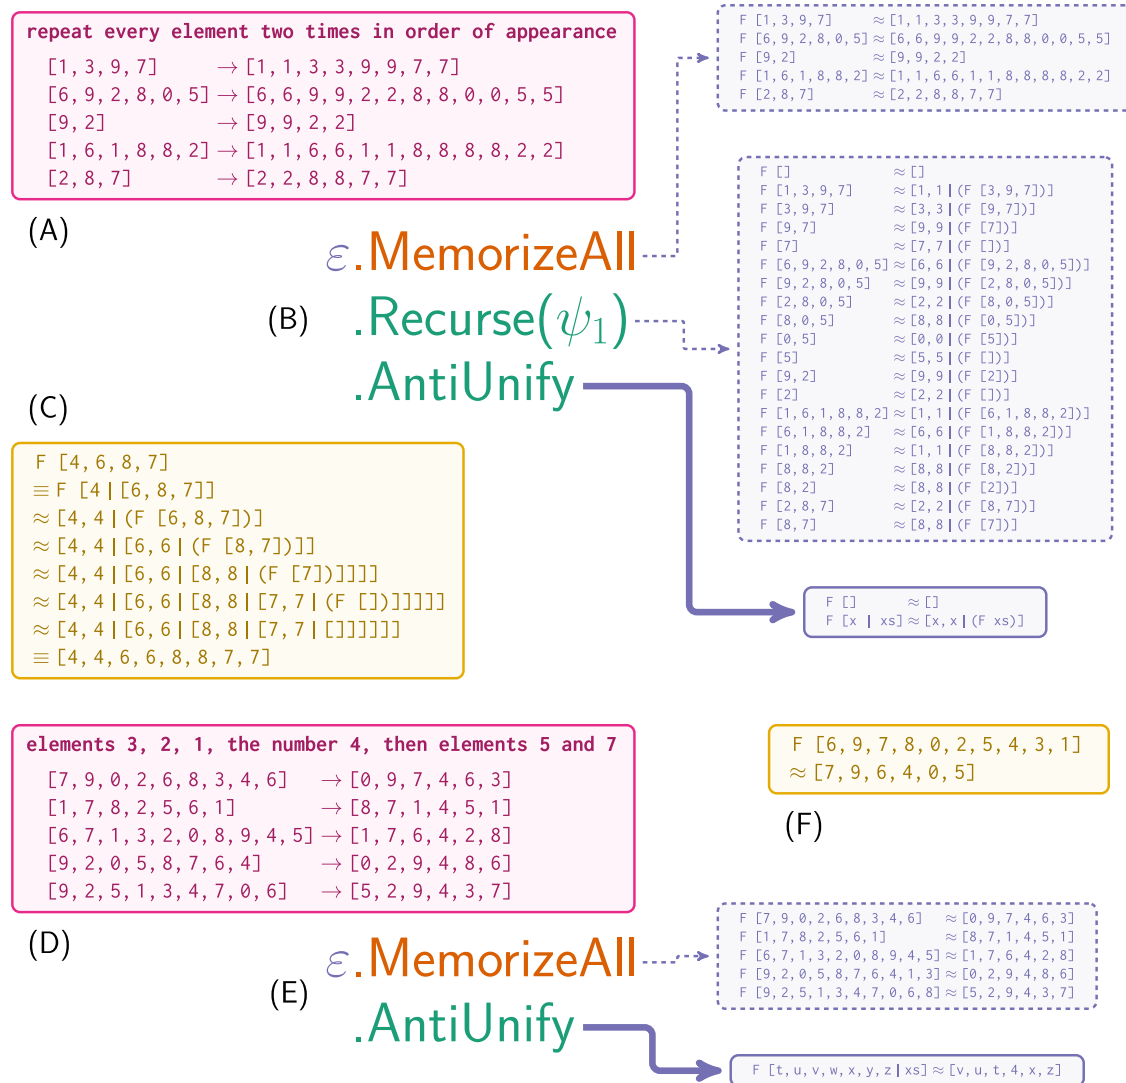 repeat every element two times in order of appearance
[1,3,9,7] → [1,1,3,3,9,9,7,7]
[6,9,2,8,0,5] → [6,6,9,9,2,2,8,8,0,0,5,5]
[9,2] → [9,9,2,2]
[1,6,1,8,8,2] → [1,1,6,6,1,1,8,8,8,8,2,2]
[2,8,7] → [2,2,8,8,7,7]
(A)
F [1,3,9,7] ≈ [1,1,3,3,9,9,7,7]
F [6,9,2,8,0,5] ≈ [6,6,9,9,2,2,8,8,0,0,5,5]
F [9,2] ≈ [9,9,2,2]
F [1,6,1,8,8,2] ≈ [1,1,6,6,1,1,8,8,8,8,2,2]
F [2,8,7] ≈ [2,2,8,8,7,7]
(B)
ε.MemorizeAll
.Recurse(ψ₁)
.AntiUnify
F [] ≈ []
F [1,3,9,7] ≈ [1,1|(F [3,9,7])]
F [3,9,7] ≈ [3,3|(F [9,7])]
F [9,7] ≈ [9,9|(F [7])]
F [7] ≈ [7,7|(F [])]
F [6,9,2,8,0,5] ≈ [6,6|(F [9,2,8,0,5])]
F [9,2,8,0,5] ≈ [9,9|(F [2,8,0,5])]
F [2,8,0,5] ≈ [2,2|(F [8,0,5])]
F [8,0,5] ≈ [8,8|(F [0,5])]
F [0,5] ≈ [0,0|(F [5])]
F [5] ≈ [5,5|(F [])]
F [9,2] ≈ [9,9|(F [2])]
F [2] ≈ [2,2|(F [])]
F [1,6,1,8,8,2] ≈ [1,1|(F [6,1,8,8,2])]
F [6,1,8,8,2] ≈ [6,6|(F [1,8,8,2])]
F [1,8,8,2] ≈ [1,1|(F [8,8,2])]
F [8,8,2] ≈ [8,8|(F [8,2])]
F [8,2] ≈ [8,8|(F [2])]
F [2,8,7] ≈ [2,2|(F [8,7])]
F [8,7] ≈ [8,8|(F [7])]
F [] ≈ []
F [x | xs] ≈ [x,x|(F xs)]
(C)
F [4,6,8,7]
≡ F [4|[6,8,7]]
≈ [4,4|(F [6,8,7])]
≈ [4,4|[6,6|(F [8,7])]]
≈ [4,4|[6,6|[8,8|(F [7])]]]]
≈ [4,4|[6,6|[8,8|[7,7|(F [])]]]]]
≈ [4,4|[6,6|[8,8|[7,7|[]]]]]]
≡ [4,4,6,6,8,8,7,7]
elements 3, 2, 1, the number 4, then elements 5 and 7
[7,9,0,2,6,8,3,4,6] → [0,9,7,4,6,3]
[1,7,8,2,5,6,1] → [8,7,1,4,5,1]
[6,7,1,3,2,0,8,9,4,5] → [1,7,6,4,2,8]
[9,2,0,5,8,7,6,4] → [0,2,9,4,8,6]
[9,2,5,1,3,4,7,0,6] → [5,2,9,4,3,7]
(D)
F [6,9,7,8,0,2,5,4,3,1]
≈ [7,9,6,4,0,5]
(F)
(E)
ε.MemorizeAll
.AntiUnify
F [7,9,0,2,6,8,3,4,6] ≈ [0,9,7,4,6,3]
F [1,7,8,2,5,6,1] ≈ [8,7,1,4,5,1]
F [6,7,1,3,2,0,8,9,4,5] ≈ [1,7,6,4,2,8]
F [9,2,0,5,8,7,6,4,1,3] ≈ [0,2,9,4,8,6]
F [9,2,5,1,3,4,7,0,6,8] ≈ [5,2,9,4,3,7]
F [t,u,v,w,x,y,z|xs] ≈ [v,u,t,4,x,z]